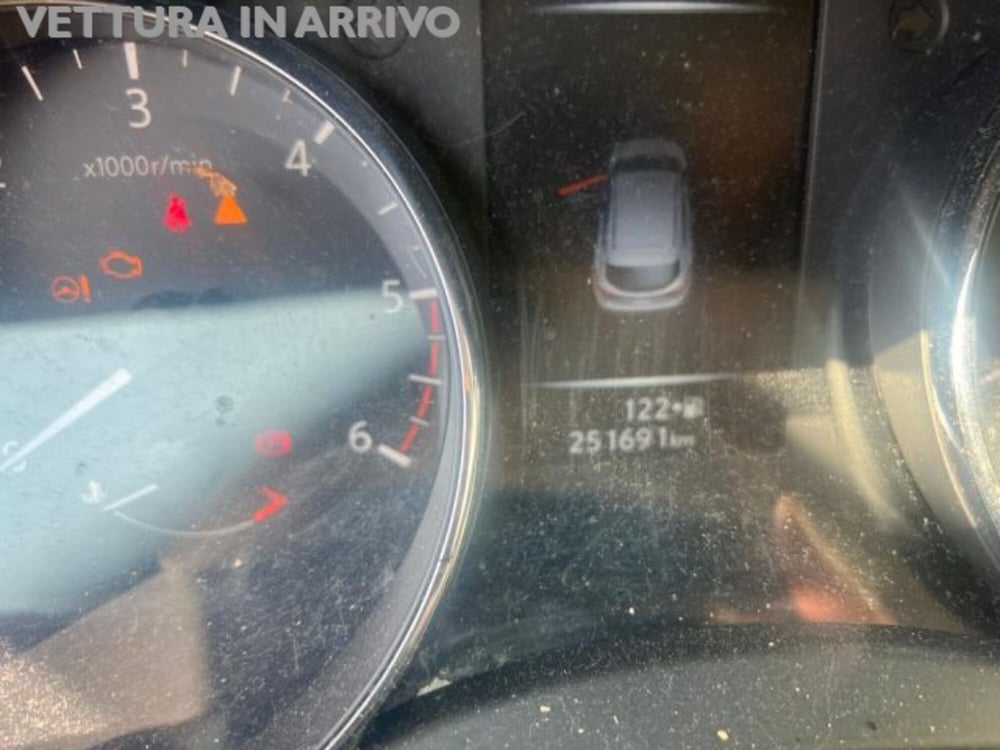 VETTURA IN ARRIVO
3
4
x1000r/min
5
6
122
251691km